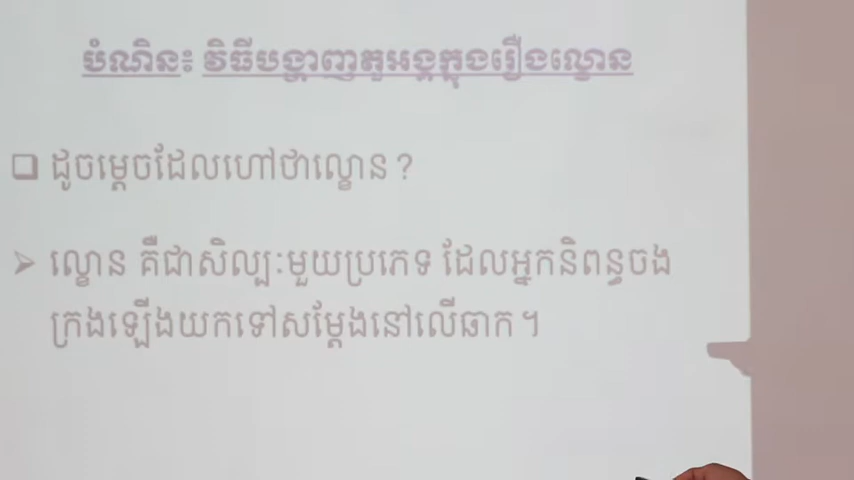 បំណិន៖ វិធីបង្ហាញតួអង្គក្នុងរឿងល្ខោន
ដូចម្ដេចដែលហៅថាល្ខោន ?
ល្ខោន គឺជាសិល្បៈមួយប្រភេទ ដែលអ្នកនិពន្ធចង
ក្រងឡើងយកទៅសម្ដែងនៅលើឆាក ។